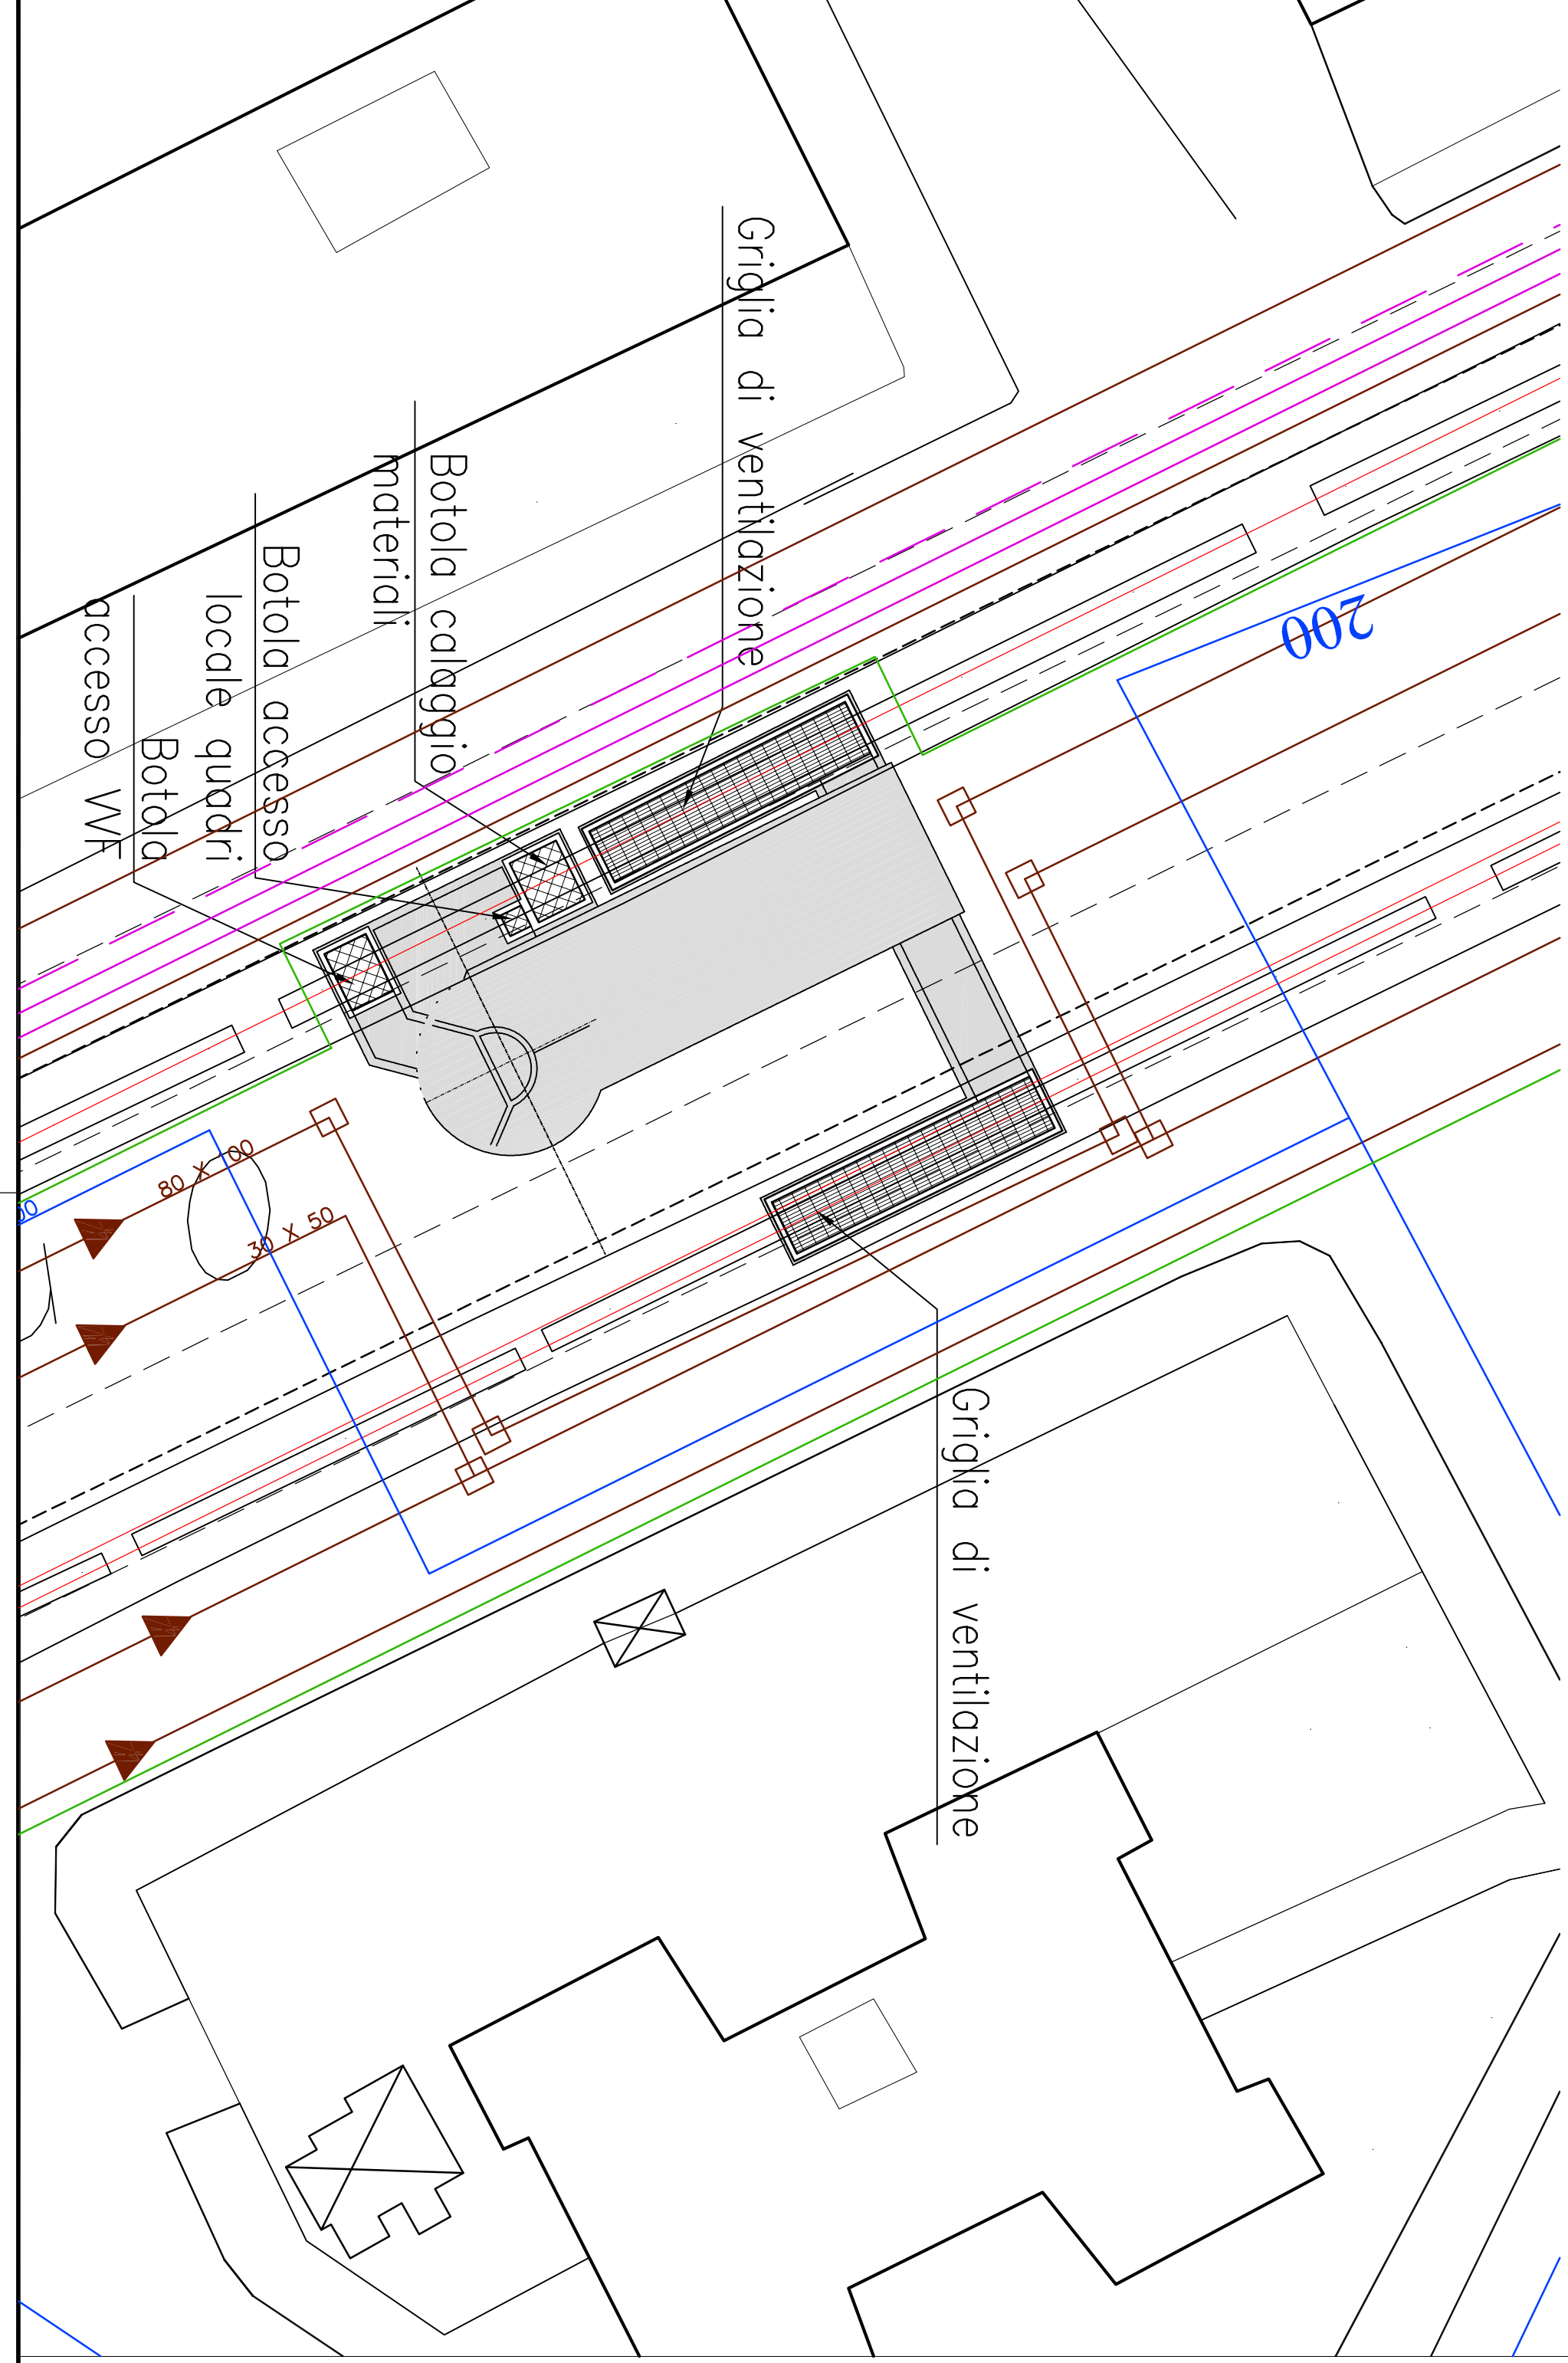 Griglia di ventilazione
Botola calaggio
materiali
Botola accesso
locale quadri
Botola
accesso VVF
200
80 X 00
30 X 50
Griglia di ventilazione